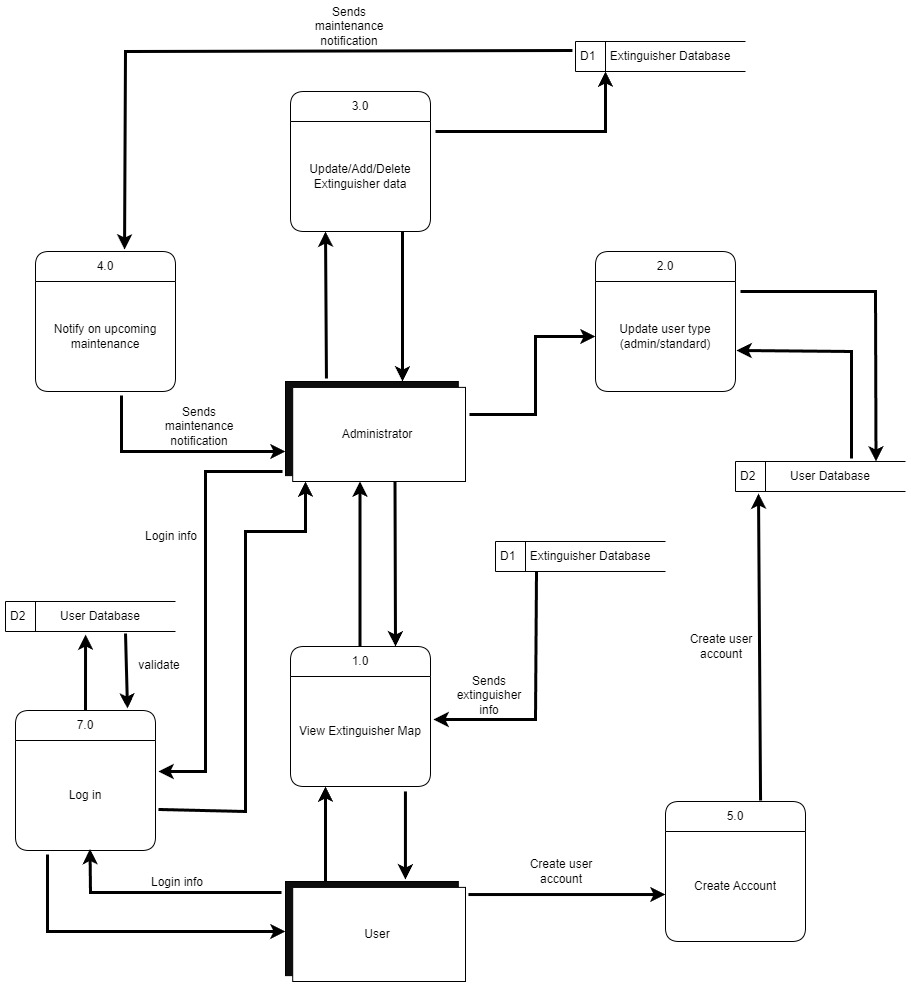 Sends
maintenance
notification
D1
Extinguisher Database
3.0
Update/Add/Delete
Extinguisher data
4.0
Notify on upcoming
maintenance
2.0
Update user type
(admin/standard)
Sends
maintenance
notification
Administrator
D2
User Database
Login info
D1
Extinguisher Database
D2
User Database
validate
Create user
account
1.0
View Extinguisher Map
Sends
extinguisher
info
7.0
Log in
5.0
Create Account
Login info
Create user
account
User